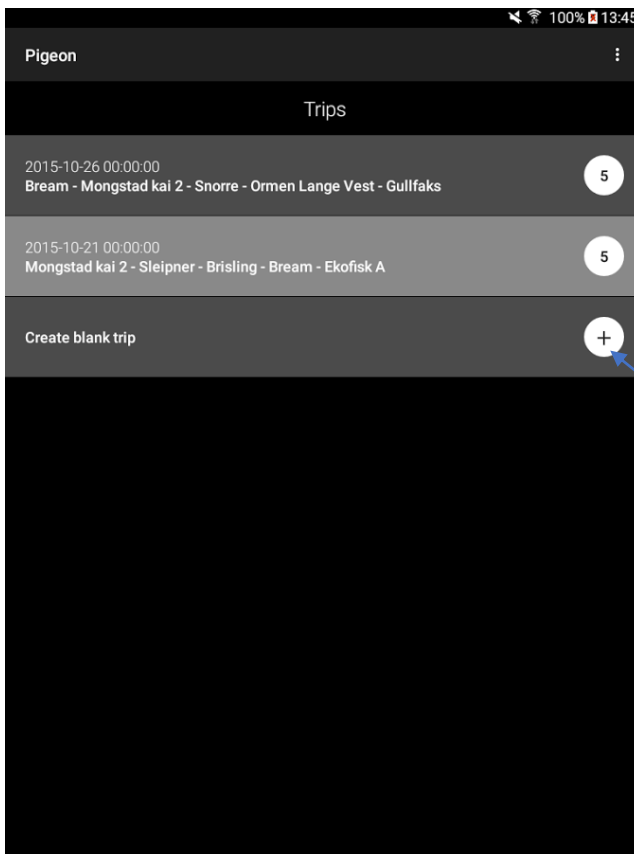 100% 13:45
Pigeon
Trips
2015-10-26 00:00:00
Bream - Mongstad kai 2 - Snorre - Ormen Lange Vest - Gullfaks
5
2015-10-21 00:00:00
Mongstad kai 2 - Sleipner - Brisling - Bream - Ekofisk A
5
Create blank trip
+